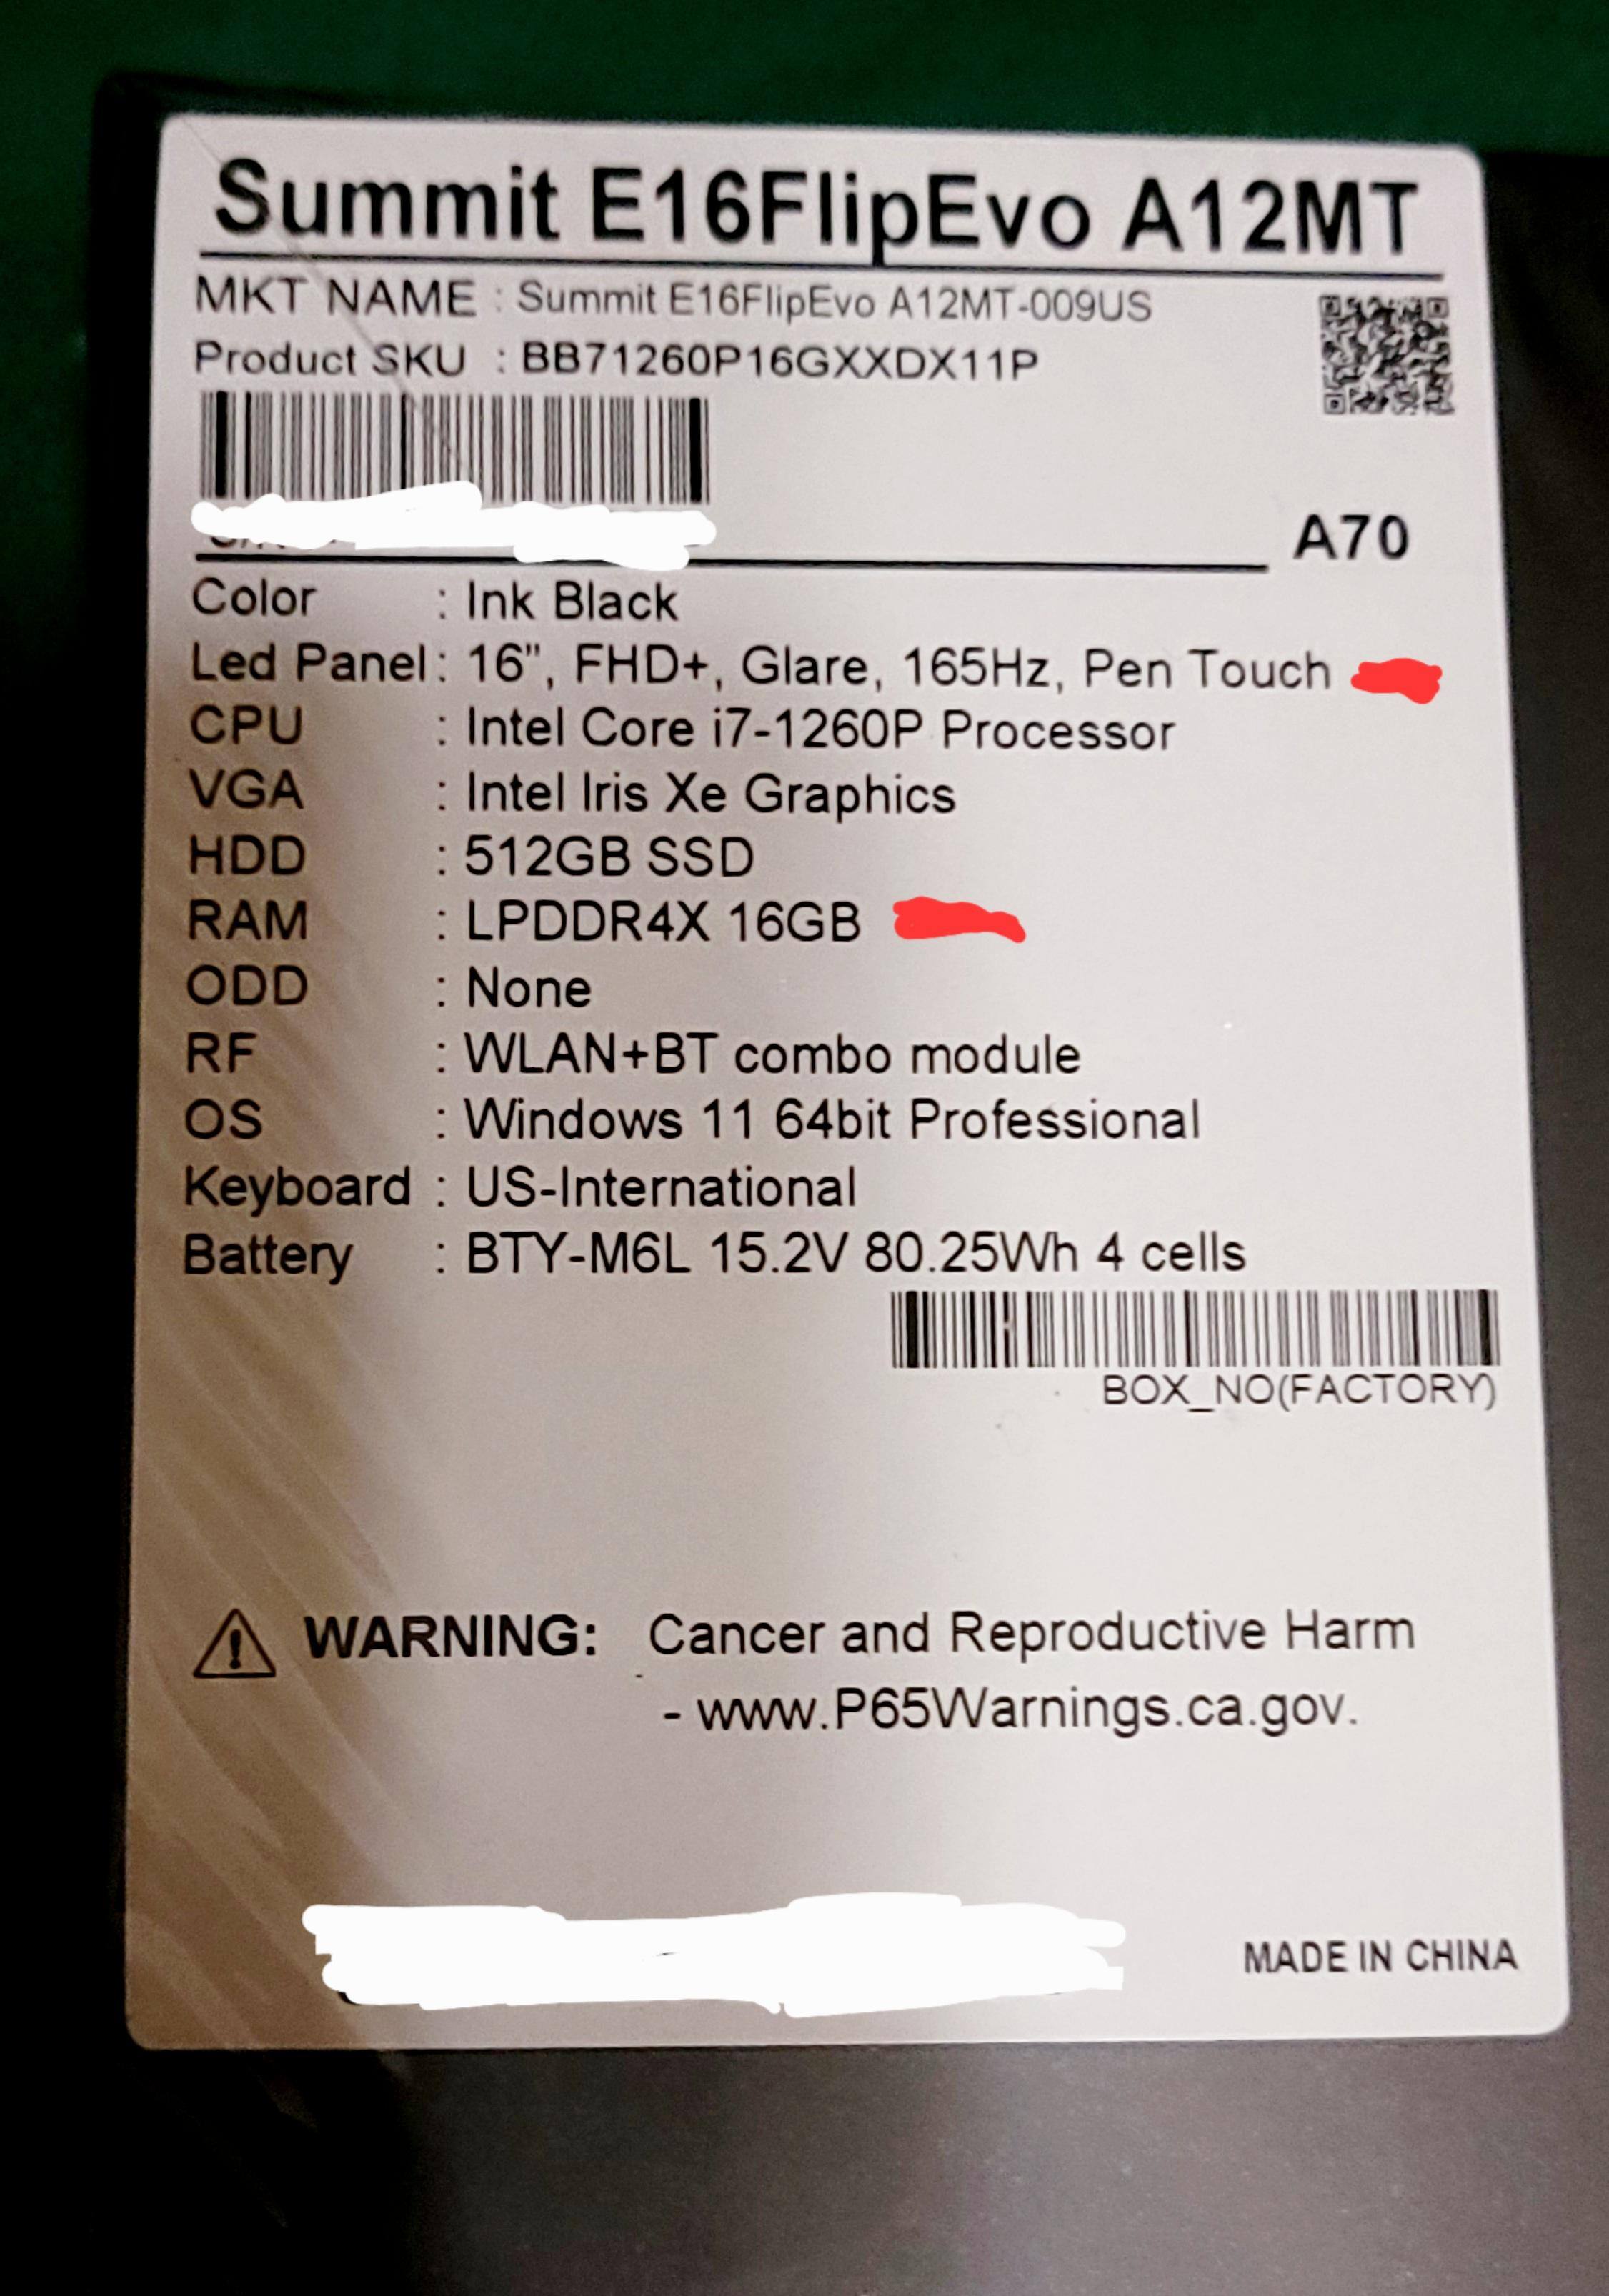 Summit E16FlipEvo A12MT
MKT NAME : Summit E16FlipEvo A12MT-009US
Product SKU : BB71260P16GXXDX11P
A70
Color : Ink Black
Led Panel : 16", FHD+, Glare, 165Hz, Pen Touch
CPU : Intel Core i7-1260P Processor
VGA : Intel Iris Xe Graphics
HDD : 512GB SSD
RAM : LPDDR4X 16GB
ODD : None
RF : WLAN+BT combo module
OS : Windows 11 64bit Professional
Keyboard : US-International
Battery : BTY-M6L 15.2V 80.25Wh 4 cells
BOX_NO(FACTORY)
WARNING: Cancer and Reproductive Harm
- www.P65Warnings.ca.gov.
MADE IN CHINA